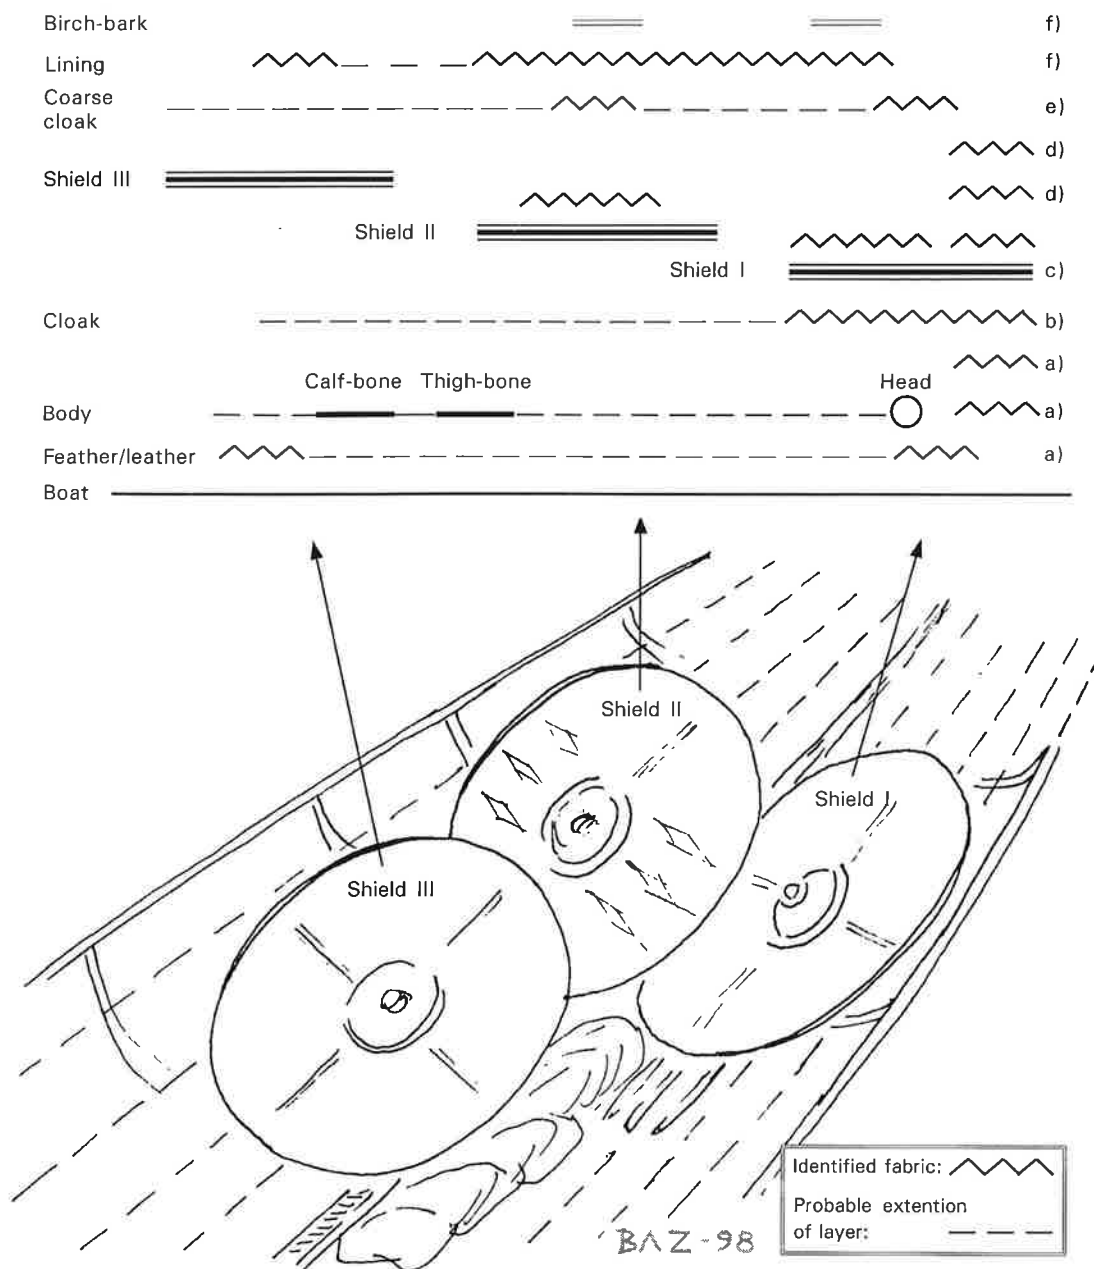 Birch-bark f)
Lining f)
Coarse
cloak e)
d)
Shield III
d)
Shield II
Shield I c)
Cloak b)
a)
Calf-bone Thigh-bone Head
Body a)
Feather/leather a)
Boat
Shield II
Shield I
Shield III
Identified fabric:
Probable extention
of layer:
BAZ-98